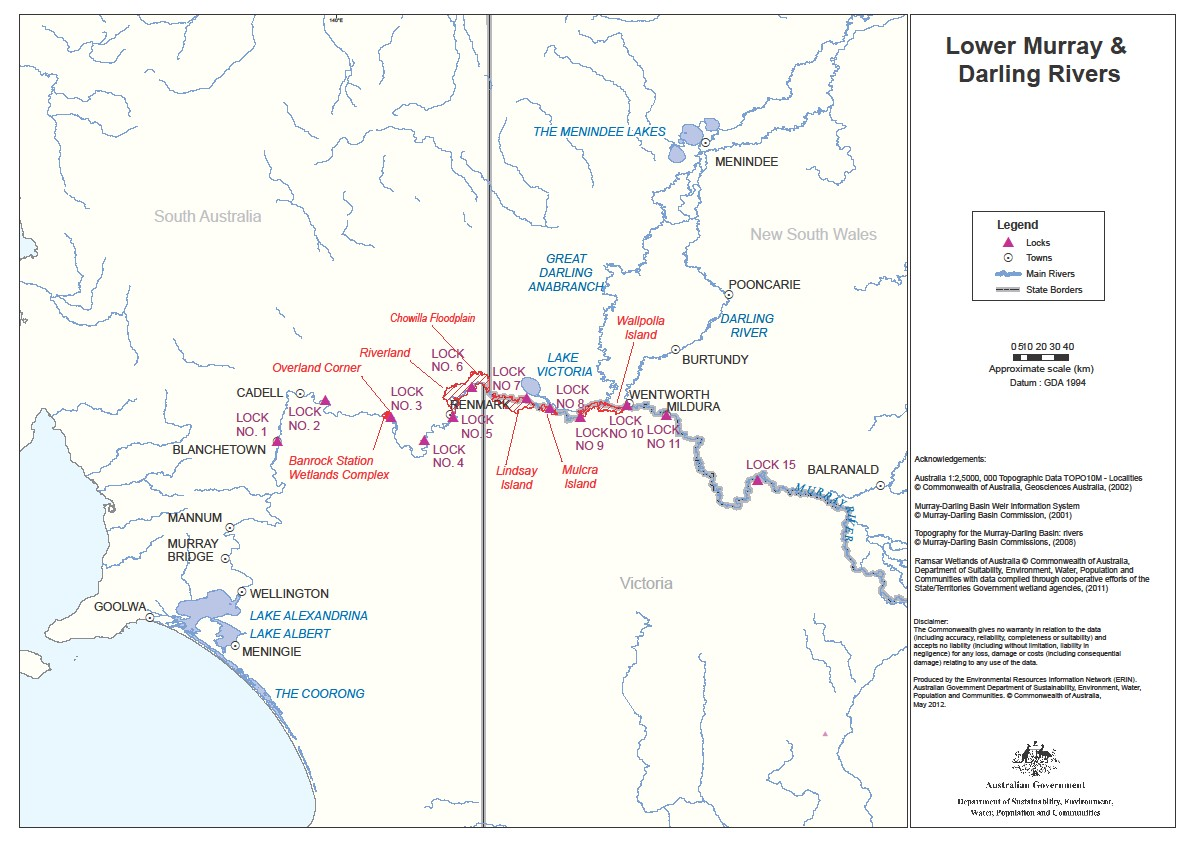 140°E
Lower Murray &
Darling Rivers
THE MENINDEE LAKES
MENINDEE
South Australia
New South Wales
Legend
Locks
Towns
Main Rivers
State Borders
GREAT
DARLING
ANABRANCH
POONCARIE
DARLING
RIVER
Chowilla Floodplain
Wallpolla
Island
Riverland
LOCK
NO. 6
Overland Corner
LAKE
VICTORIA
BURTUNDY
0 510 20 30 40
Approximate scale (km)
Datum : GDA 1994
LOCK
NO 7
CADELL
LOCK
NO. 3
LOCK
NO 8
WENTWORTH
RENMARK
MILDURA
LOCK
NO. 2
LOCK
NO. 1
LOCK
NO. 5
LOCK
NO 9
LOCK
NO 10
LOCK
NO 11
BLANCHETOWN
LOCK
NO. 4
Banrock Station
Wetlands Complex
Lindsay
Island
Mulcra
Island
LOCK 15
BALRANALD
MURRAY RIVER
MANNUM
MURRAY
BRIDGE
Victoria
WELLINGTON
GOOLWA
LAKE ALEXANDRINA
LAKE ALBERT
MENINGIE
THE COORONG
Acknowledgements:
Australia 1:2,5000, 000 Topographic Data TOPO10M - Localities
© Commonwealth of Australia, Geosciences Australia, (2002)
Murray-Darling Basin Weir Information System
© Murray-Darling Basin Commission, (2001)
Topography for the Murray-Darling Basin: rivers
© Murray-Darling Basin Commissions, (2008)
Ramsar Wetlands of Australia © Commonwealth of Australia,
Department of Suitability, Environment, Water, Population and
Communities with data compiled through cooperative efforts of the
State/Territories Government wetland agencies, (2011)
Disclaimer:
The Commonwealth gives no warranty in relation to the data
(including accuracy, reliability, completeness or suitability) and
accepts no liability (including without limitation, liability in
negligence) for any loss, damage or costs (including consequential
damage) relating to any use of the data.
Produced by the Environmental Resources Information Network (ERIN).
Australian Government Department of Sustainability, Environment, Water,
Population and Communities. © Commonwealth of Australia,
May 2012.
Australian Government
Department of Sustainability, Environment,
Water, Population and Communities